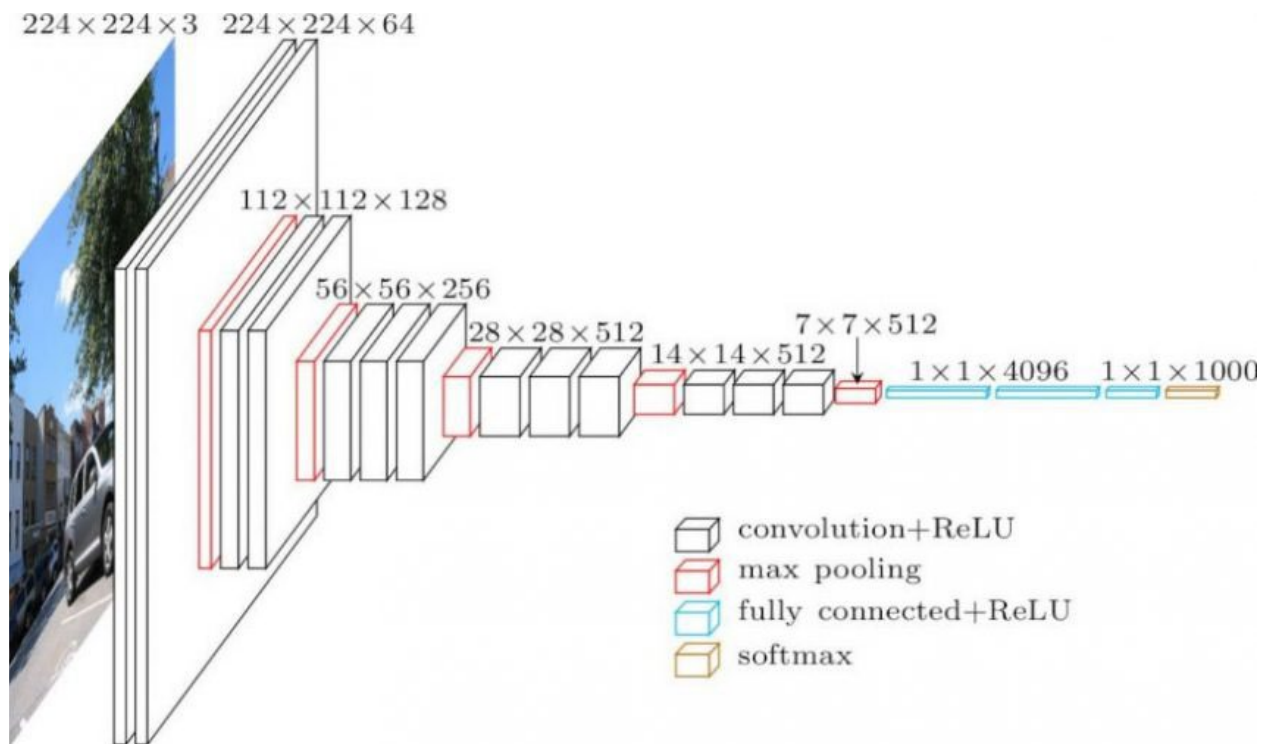 224×224×3
224×224×64
112×112×128
56×56×256
28×28×512
14×14×512
7×7×512
1×1×4096
1×1×1000
convolution+ReLU
max pooling
fully connected+ReLU
softmax